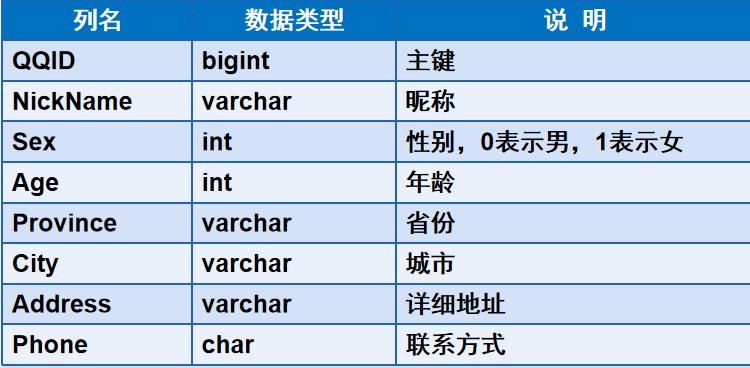 列名 数据类型 说 明
QQID bigint 主键
NickName varchar 昵称
Sex int 性别，0表示男，1表示女
Age int 年龄
Province varchar 省份
City varchar 城市
Address varchar 详细地址
Phone char 联系方式